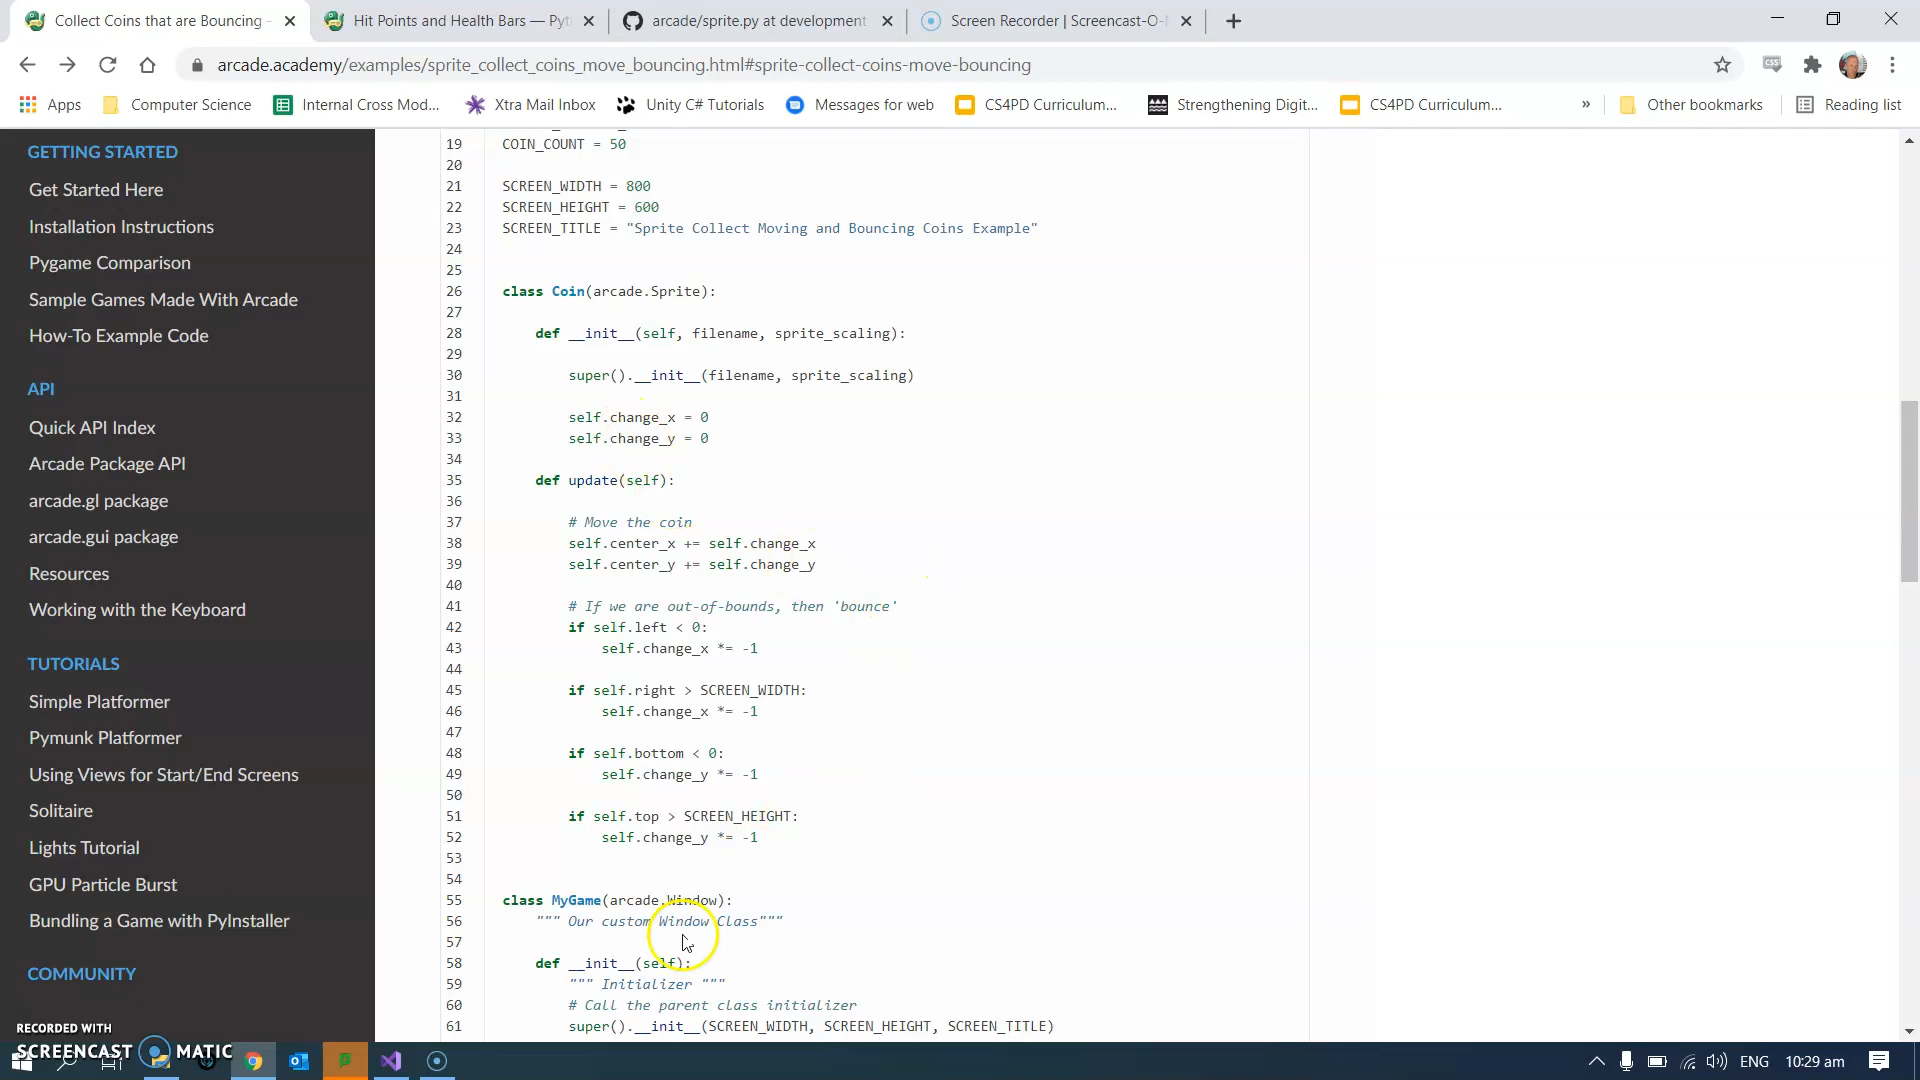 Collect Coins that are Bouncing -
Hit Points and Health Bars — Pyt
arcade/sprite.py at development
Screen Recorder | Screencast-O-M
arcade.academy/examples/sprite_collect_coins_move_bouncing.html#sprite-collect-coins-move-bouncing
Apps
Computer Science
Internal Cross Mod...
Xtra Mail Inbox
Unity C# Tutorials
Messages for web
CS4PD Curriculum...
Strengthening Digit...
CS4PD Curriculum...
»
Other bookmarks
Reading list
GETTING STARTED
Get Started Here
Installation Instructions
Pygame Comparison
Sample Games Made With Arcade
How-To Example Code
API
Quick API Index
Arcade Package API
arcade.gl package
arcade.gui package
Resources
Working with the Keyboard
TUTORIALS
Simple Platformer
Pymunk Platformer
Using Views for Start/End Screens
Solitaire
Lights Tutorial
GPU Particle Burst
Bundling a Game with PyInstaller
COMMUNITY
19 COIN_COUNT = 50
20
21 SCREEN_WIDTH = 800
22 SCREEN_HEIGHT = 600
23 SCREEN_TITLE = "Sprite Collect Moving and Bouncing Coins Example"
24
25
26 class Coin(arcade.Sprite):
27
28 def __init__(self, filename, sprite_scaling):
29
30 super().__init__(filename, sprite_scaling)
31
32 self.change_x = 0
33 self.change_y = 0
34
35 def update(self):
36
37 # Move the coin
38 self.center_x += self.change_x
39 self.center_y += self.change_y
40
41 # If we are out-of-bounds, then 'bounce'
42 if self.left < 0:
43 self.change_x *= -1
44
45 if self.right > SCREEN_WIDTH:
46 self.change_x *= -1
47
48 if self.bottom < 0:
49 self.change_y *= -1
50
51 if self.top > SCREEN_HEIGHT:
52 self.change_y *= -1
53
54
55 class MyGame(arcade.Window):
56 """ Our custom Window Class"""
57
58 def __init__(self):
59 """ Initializer """
60 # Call the parent class initializer
61 super().__init__(SCREEN_WIDTH, SCREEN_HEIGHT, SCREEN_TITLE)
RECORDED WITH
SCREENCAST MATIC
ENG
10:29 am